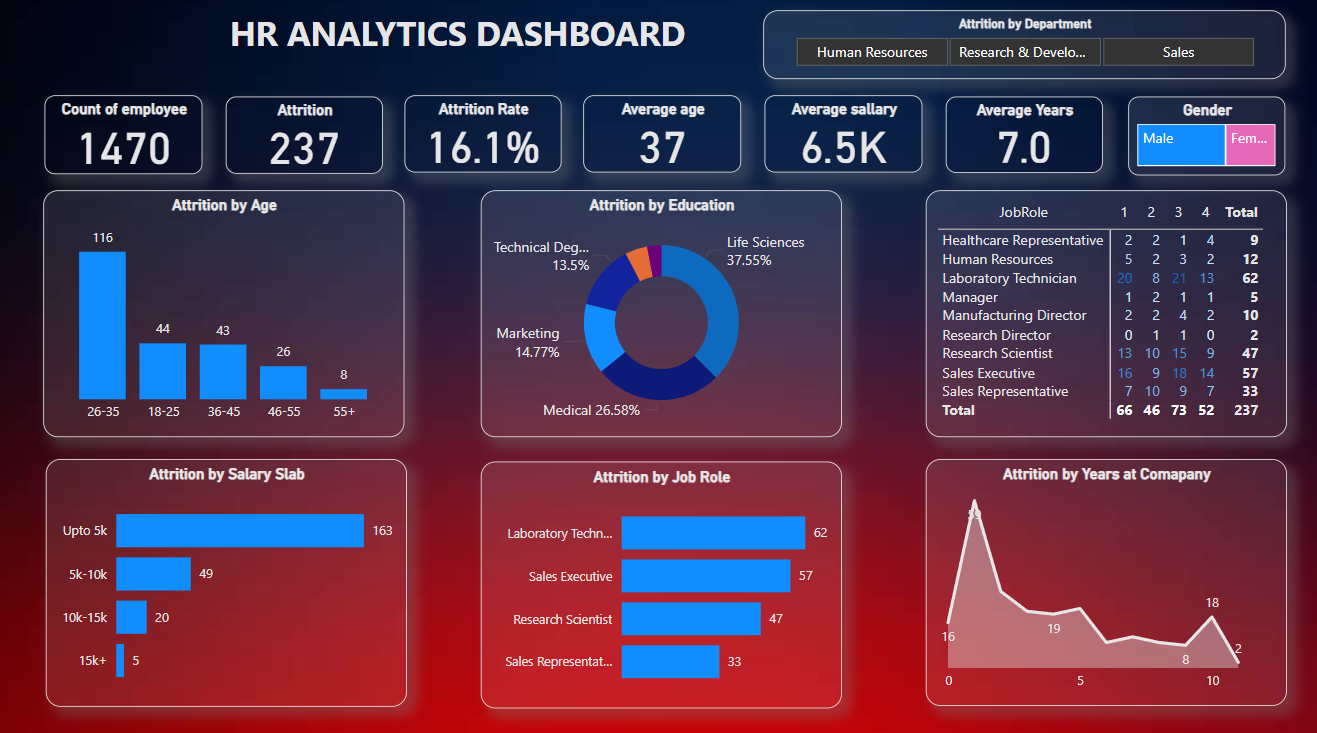 HR ANALYTICS DASHBOARD
Attrition by Department
Human Resources
Research & Develo...
Sales
Count of employee
1470
Attrition
237
Attrition Rate
16.1%
Average age
37
Average sallary
6.5K
Average Years
7.0
Gender
Male
Fem...
Attrition by Age
116
44
43
26
8
26-35
18-25
36-45
46-55
55+
Attrition by Education
Technical Deg...
13.5%
Life Sciences
37.55%
Marketing
14.77%
Medical 26.58%
JobRole 1 2 3 4 Total
Healthcare Representative 2 2 1 4 9
Human Resources 5 2 3 2 12
Laboratory Technician 20 8 21 13 62
Manager 1 2 1 1 5
Manufacturing Director 2 2 4 2 10
Research Director 0 1 1 0 2
Research Scientist 13 10 15 9 47
Sales Executive 16 9 18 14 57
Sales Representative 7 10 9 7 33
Total 66 46 73 52 237
Attrition by Salary Slab
Upto 5k 163
5k-10k 49
10k-15k 20
15k+ 5
Attrition by Job Role
Laboratory Techn... 62
Sales Executive 57
Research Scientist 47
Sales Representat... 33
Attrition by Years at Comapany
59
16
19
8
18
2
0
5
10